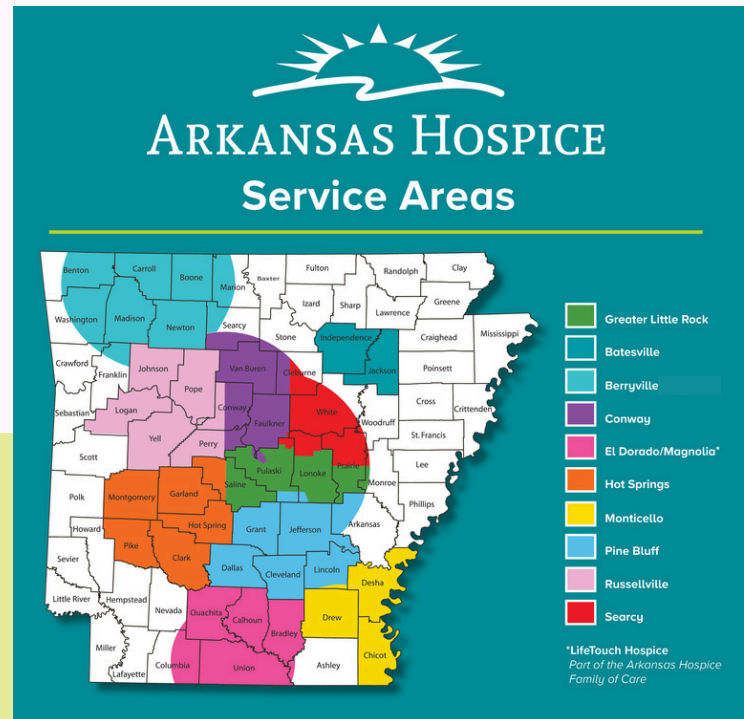 ARKANSAS HOSPICE
Service Areas
Benton
Carroll
Boone
Marion
Baxter
Fulton
Randolph
Clay
Izard
Sharp
Lawrence
Greene
Washington
Madison
Newton
Searcy
Stone
Independence
Jackson
Craighead
Mississippi
Crawford
Franklin
Johnson
Pope
Van Buren
Cleburne
Poinsett
Sebastian
Logan
Conway
Faulkner
White
Woodruff
Cross
Crittenden
St. Francis
Scott
Yell
Perry
Pulaski
Lonoke
Prairie
Monroe
Lee
Phillips
Polk
Montgomery
Garland
Saline
Hot Spring
Grant
Jefferson
Arkansas
Howard
Pike
Clark
Sevier
Dallas
Cleveland
Lincoln
Desha
Little River
Hempstead
Nevada
Ouachita
Calhoun
Bradley
Drew
Chicot
Miller
Lafayette
Columbia
Union
Ashley
Greater Little Rock
Batesville
Berryville
Conway
El Dorado/Magnolia*
Hot Springs
Monticello
Pine Bluff
Russellville
Searcy
*LifeTouch Hospice
Part of the Arkansas Hospice
Family of Care